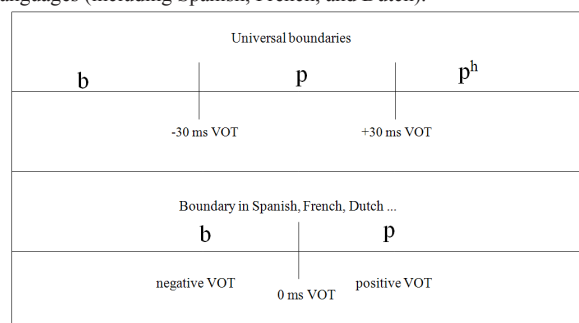 anguages (including Spanish, French, and Dutch).
Universal boundaries
b p pʰ
-30 ms VOT +30 ms VOT
Boundary in Spanish, French, Dutch ...
b p
negative VOT 0 ms VOT positive VOT